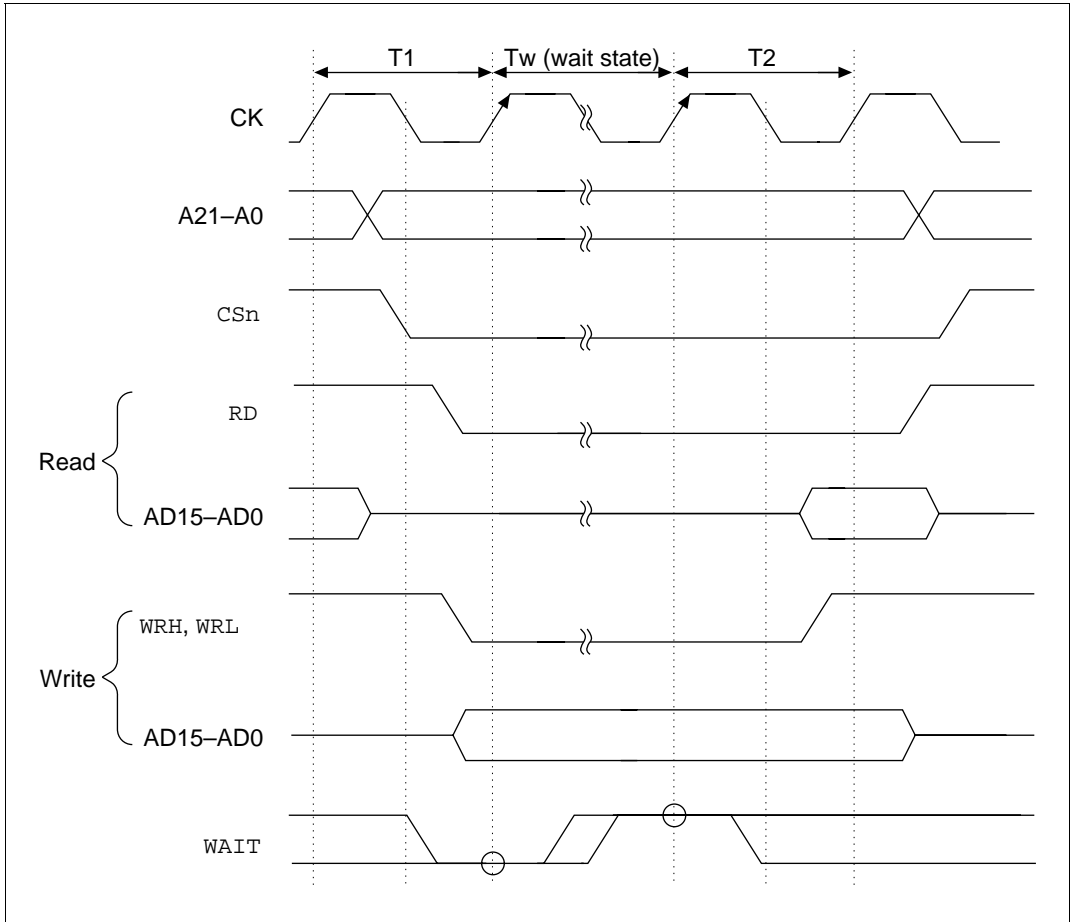 T1 Tw (wait state) T2
CK
A21–A0
CSn
RD
Read
AD15–AD0
WRH, WRL
Write
AD15–AD0
WAIT